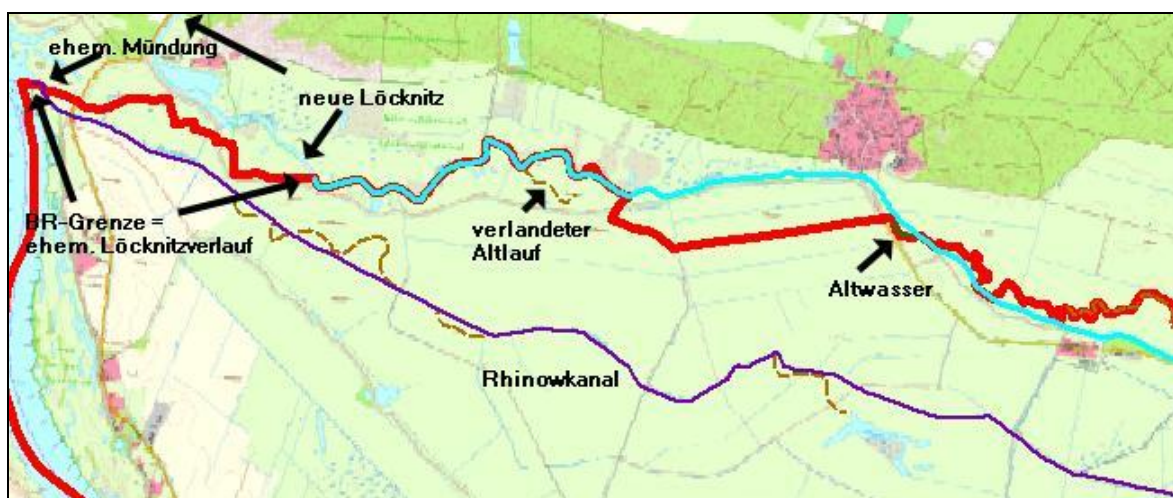 ehem. Mündung
neue Löcknitz
BR-Grenze =
ehem. Löcknitzverlauf
verlandeter
Altlauf
Altwasser
Rhinowkanal